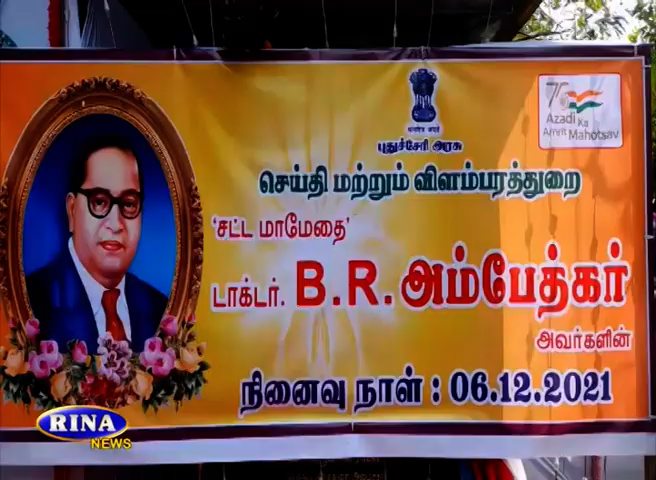 75
Azadi
Ka
Amrit Mahotsav
புதுச்சேரி அரசு
செய்தி மற்றும் விளம்பரத்துறை
'சட்ட மாமேதை'
டாக்டர். B.R. அம்பேத்கர்
அவர்களின்
நினைவு நாள் : 06.12.2021
RINA
NEWS